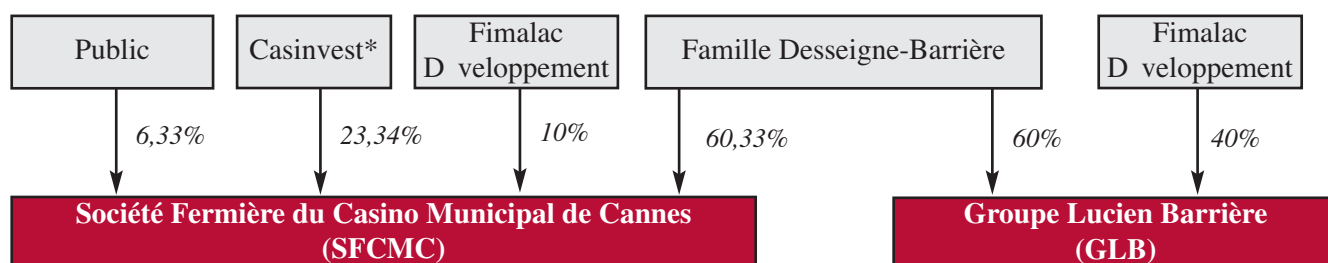 Public
Casinvest*
Fimalac
D veloppement
Famille Desseigne-Barrière
Fimalac
D veloppement
6,33%
23,34%
10%
60,33%
60%
40%
Société Fermière du Casino Municipal de Cannes
(SFCMC)
Groupe Lucien Barrière
(GLB)